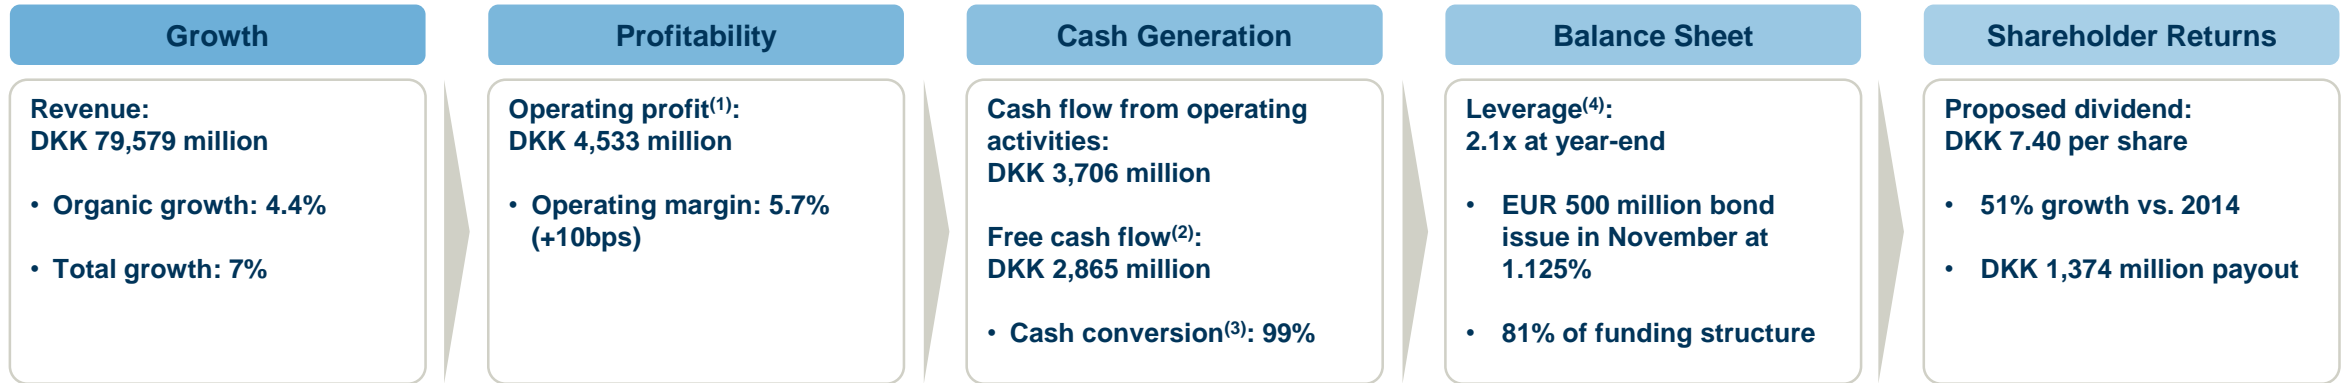 Growth
Revenue:
DKK 79,579 million
• Organic growth: 4.4%
• Total growth: 7%
Profitability
Operating profit(1):
DKK 4,533 million
• Operating margin: 5.7%
(+10bps)
Cash Generation
Cash flow from operating
activities:
DKK 3,706 million
Free cash flow(2):
DKK 2,865 million
• Cash conversion(3): 99%
Balance Sheet
Leverage(4):
2.1x at year-end
• EUR 500 million bond
issue in November at
1.125%
• 81% of funding structure
Shareholder Returns
Proposed dividend:
DKK 7.40 per share
• 51% growth vs. 2014
• DKK 1,374 million payout